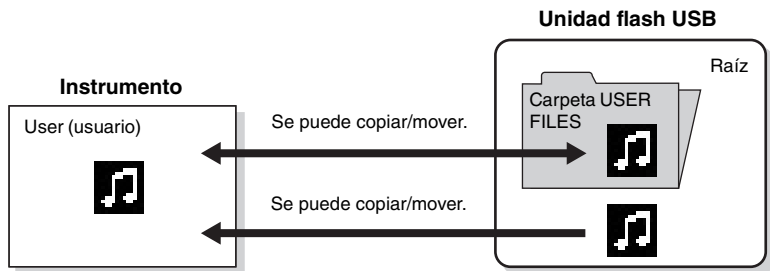 Unidad flash USB
Raíz
Instrumento
Carpeta USER
FILES
User (usuario)
Se puede copiar/mover.
Se puede copiar/mover.